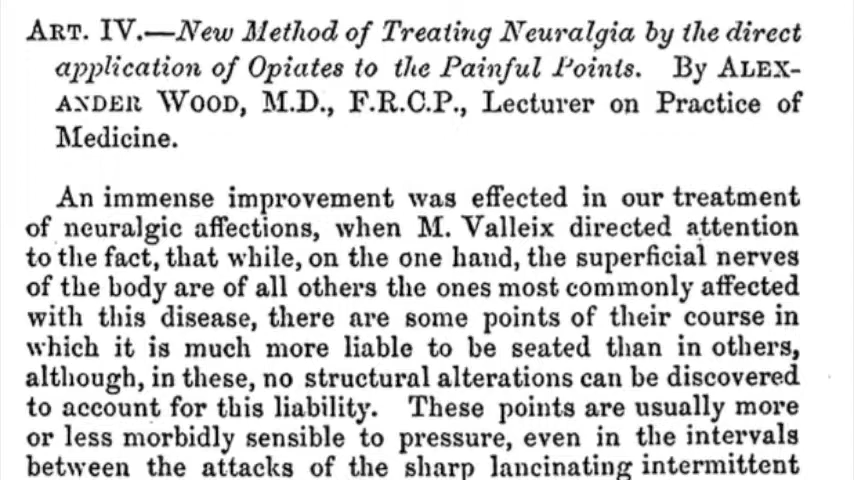 ART. IV.—New Method of Treating Neuralgia by the direct
application of Opiates to the Painful Points. By ALEX-
ANDER WOOD, M.D., F.R.C.P., Lecturer on Practice of
Medicine.
An immense improvement was effected in our treatment
of neuralgic affections, when M. Valleix directed attention
to the fact, that while, on the one hand, the superficial nerves
of the body are of all others the ones most commonly affected
with this disease, there are some points of their course in
which it is much more liable to be seated than in others,
although, in these, no structural alterations can be discovered
to account for this liability. These points are usually more
or less morbidly sensible to pressure, even in the intervals
between the attacks of the sharp lancinating intermittent